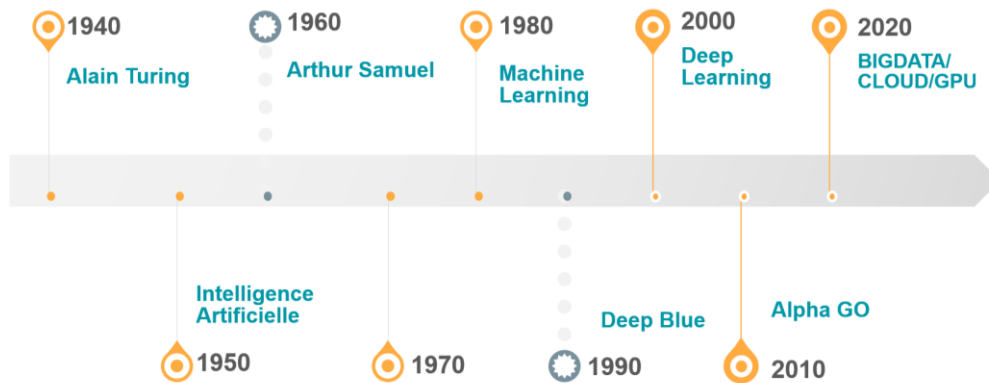 1940
Alain Turing
1960
Arthur Samuel
1980
Machine
Learning
2000
Deep
Learning
2020
BIGDATA/
CLOUD/GPU
Intelligence
Artificielle
1950
1970
Deep Blue
1990
Alpha GO
2010